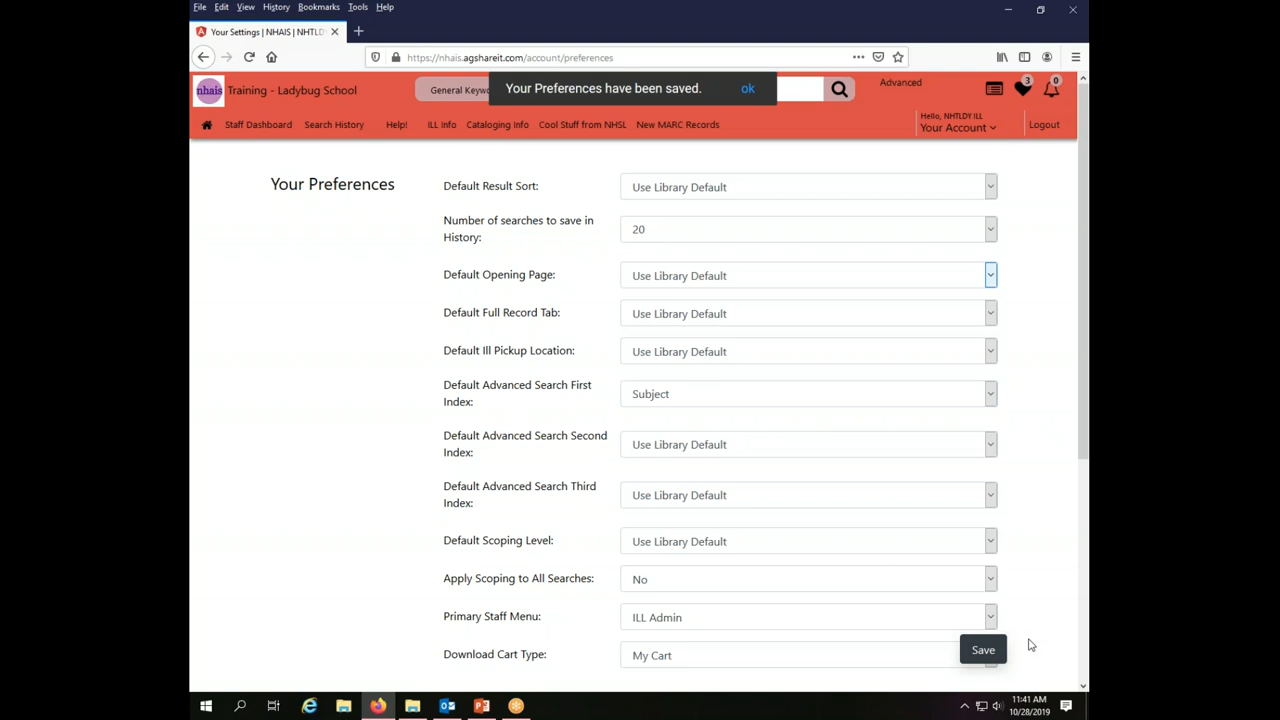 File Edit View History Bookmarks Tools Help
Your Settings | NHAIS | NHTLD
https://nhais.agshareit.com/account/preferences
nhais Training - Ladybug School
General Keywo
Your Preferences have been saved. ok
Advanced
3
0
Staff Dashboard Search History Help! ILL Info Cataloging Info Cool Stuff from NHSL New MARC Records
Hello, NHTLDY ILL
Your Account
Logout
Your Preferences
Default Result Sort: Use Library Default
Number of searches to save in
History: 20
Default Opening Page: Use Library Default
Default Full Record Tab: Use Library Default
Default Ill Pickup Location: Use Library Default
Default Advanced Search First
Index: Subject
Default Advanced Search Second
Index: Use Library Default
Default Advanced Search Third
Index: Use Library Default
Default Scoping Level: Use Library Default
Apply Scoping to All Searches: No
Primary Staff Menu: ILL Admin
Download Cart Type: My Cart
Save
11:41 AM
10/28/2019